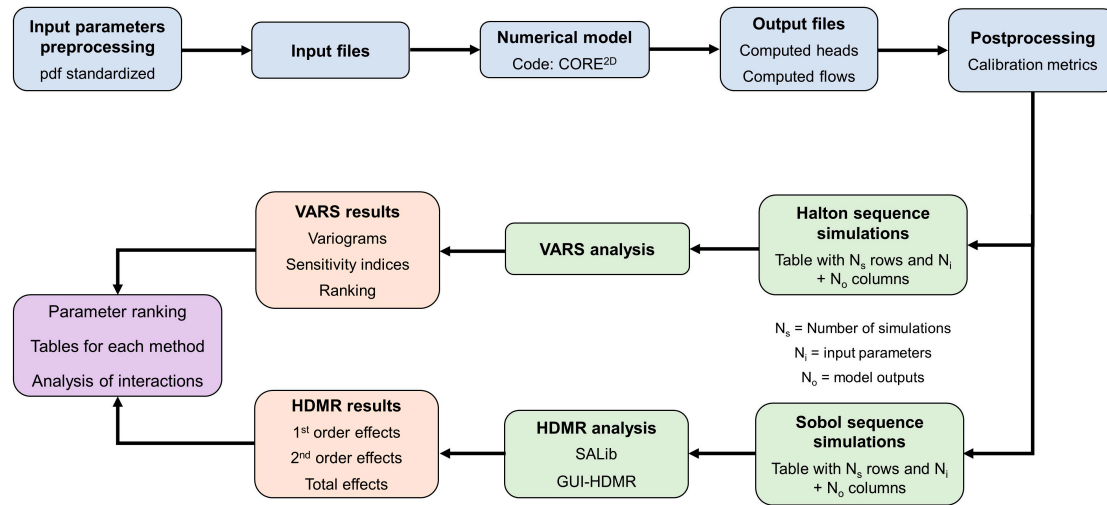 Input parameters
preprocessing
pdf standardized
Input files
Numerical model
Code: CORE²ᴰ
Output files
Computed heads
Computed flows
Postprocessing
Calibration metrics
VARS results
Variograms
Sensitivity indices
Ranking
VARS analysis
Halton sequence
simulations
Table with Nₛ rows and Nᵢ
+ Nₒ columns
Parameter ranking
Tables for each method
Analysis of interactions
Nₛ = Number of simulations
Nᵢ = input parameters
Nₒ = model outputs
HDMR results
1ˢᵗ order effects
2ⁿᵈ order effects
Total effects
HDMR analysis
SALib
GUI-HDMR
Sobol sequence
simulations
Table with Nₛ rows and Nᵢ
+ Nₒ columns